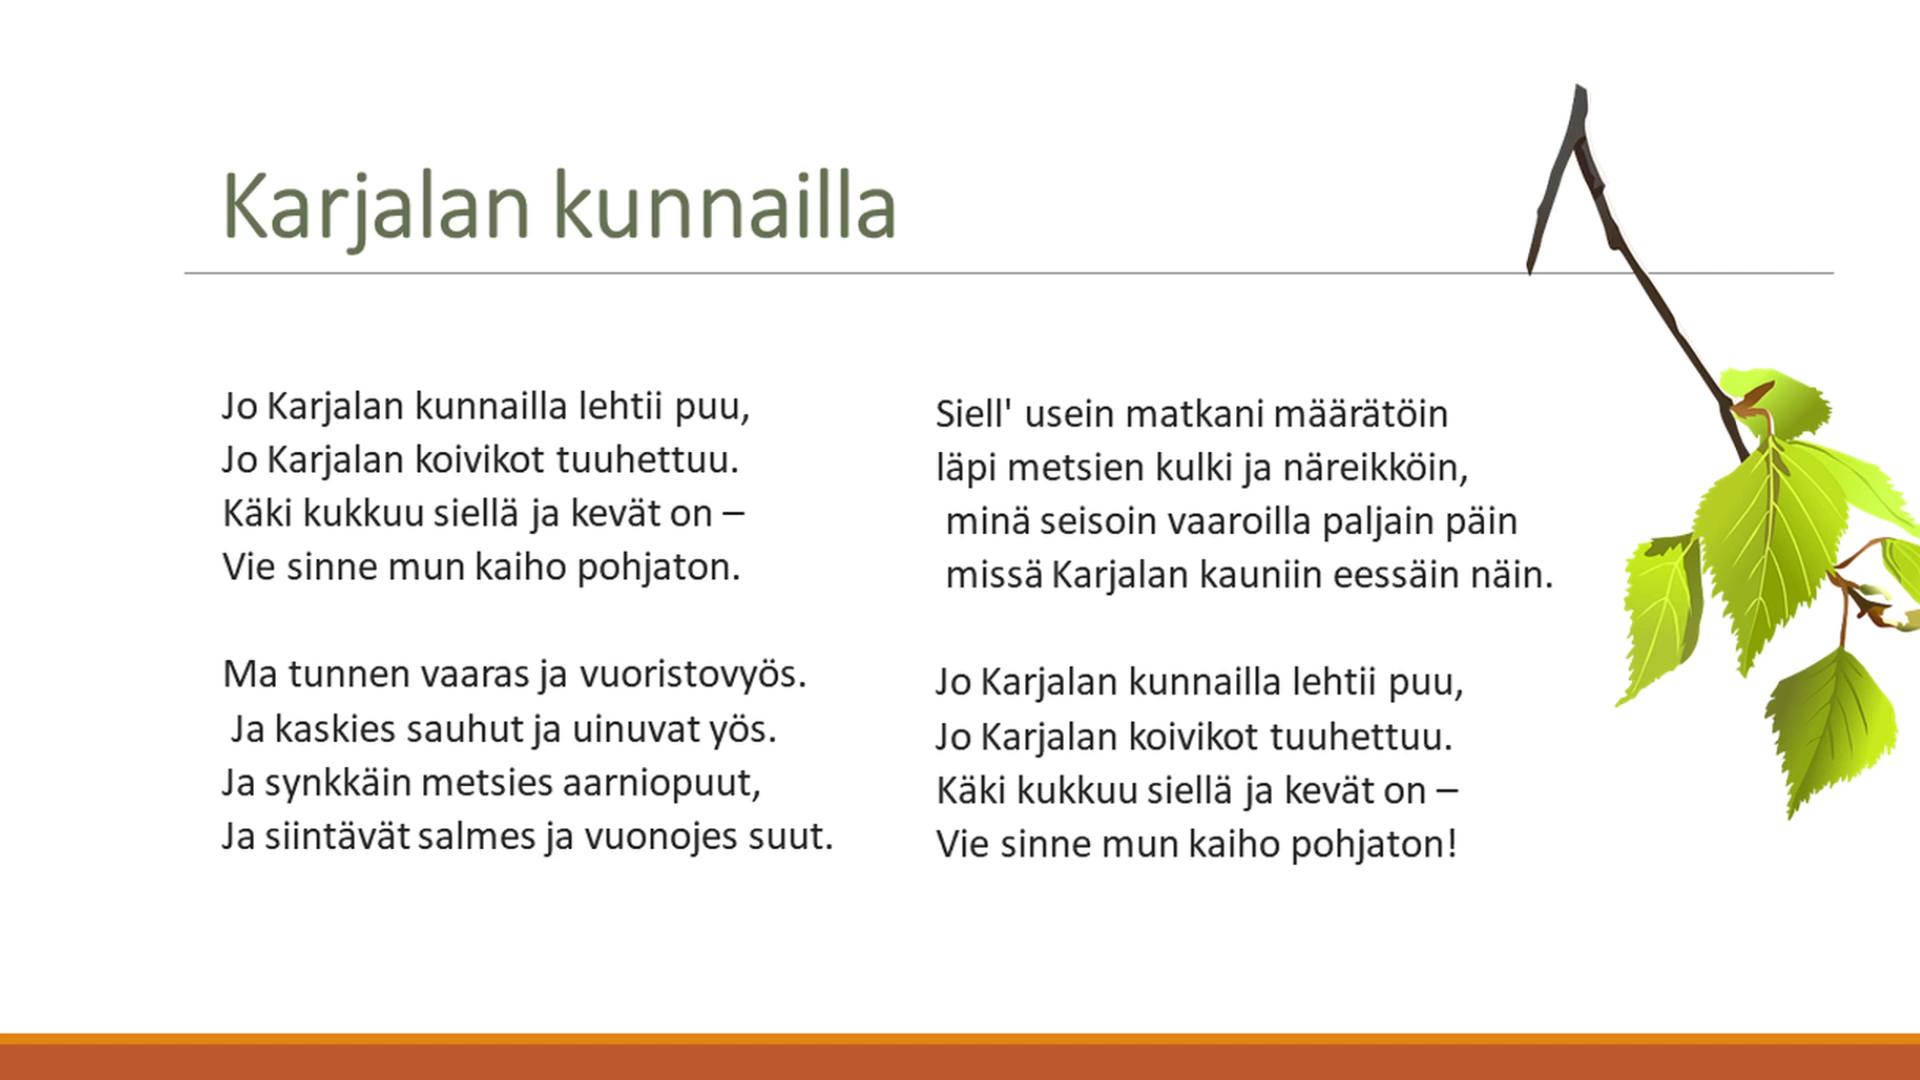 Karjalan kunnailla
Jo Karjalan kunnailla lehtii puu,
Jo Karjalan koivikot tuuhettuu.
Käki kukkuu siellä ja kevät on –
Vie sinne mun kaiho pohjaton.
Ma tunnen vaaras ja vuoristovyös.
Ja kaskies sauhut ja uinuvat yös.
Ja synkkäin metsies aarniopuut,
Ja siintävät salmes ja vuonojes suut.
Siell' usein matkani määrätöin
läpi metsien kulki ja näreikköin,
minä seisoin vaaroilla paljain päin
missä Karjalan kauniin eessäin näin.
Jo Karjalan kunnailla lehtii puu,
Jo Karjalan koivikot tuuhettuu.
Käki kukkuu siellä ja kevät on –
Vie sinne mun kaiho pohjaton!